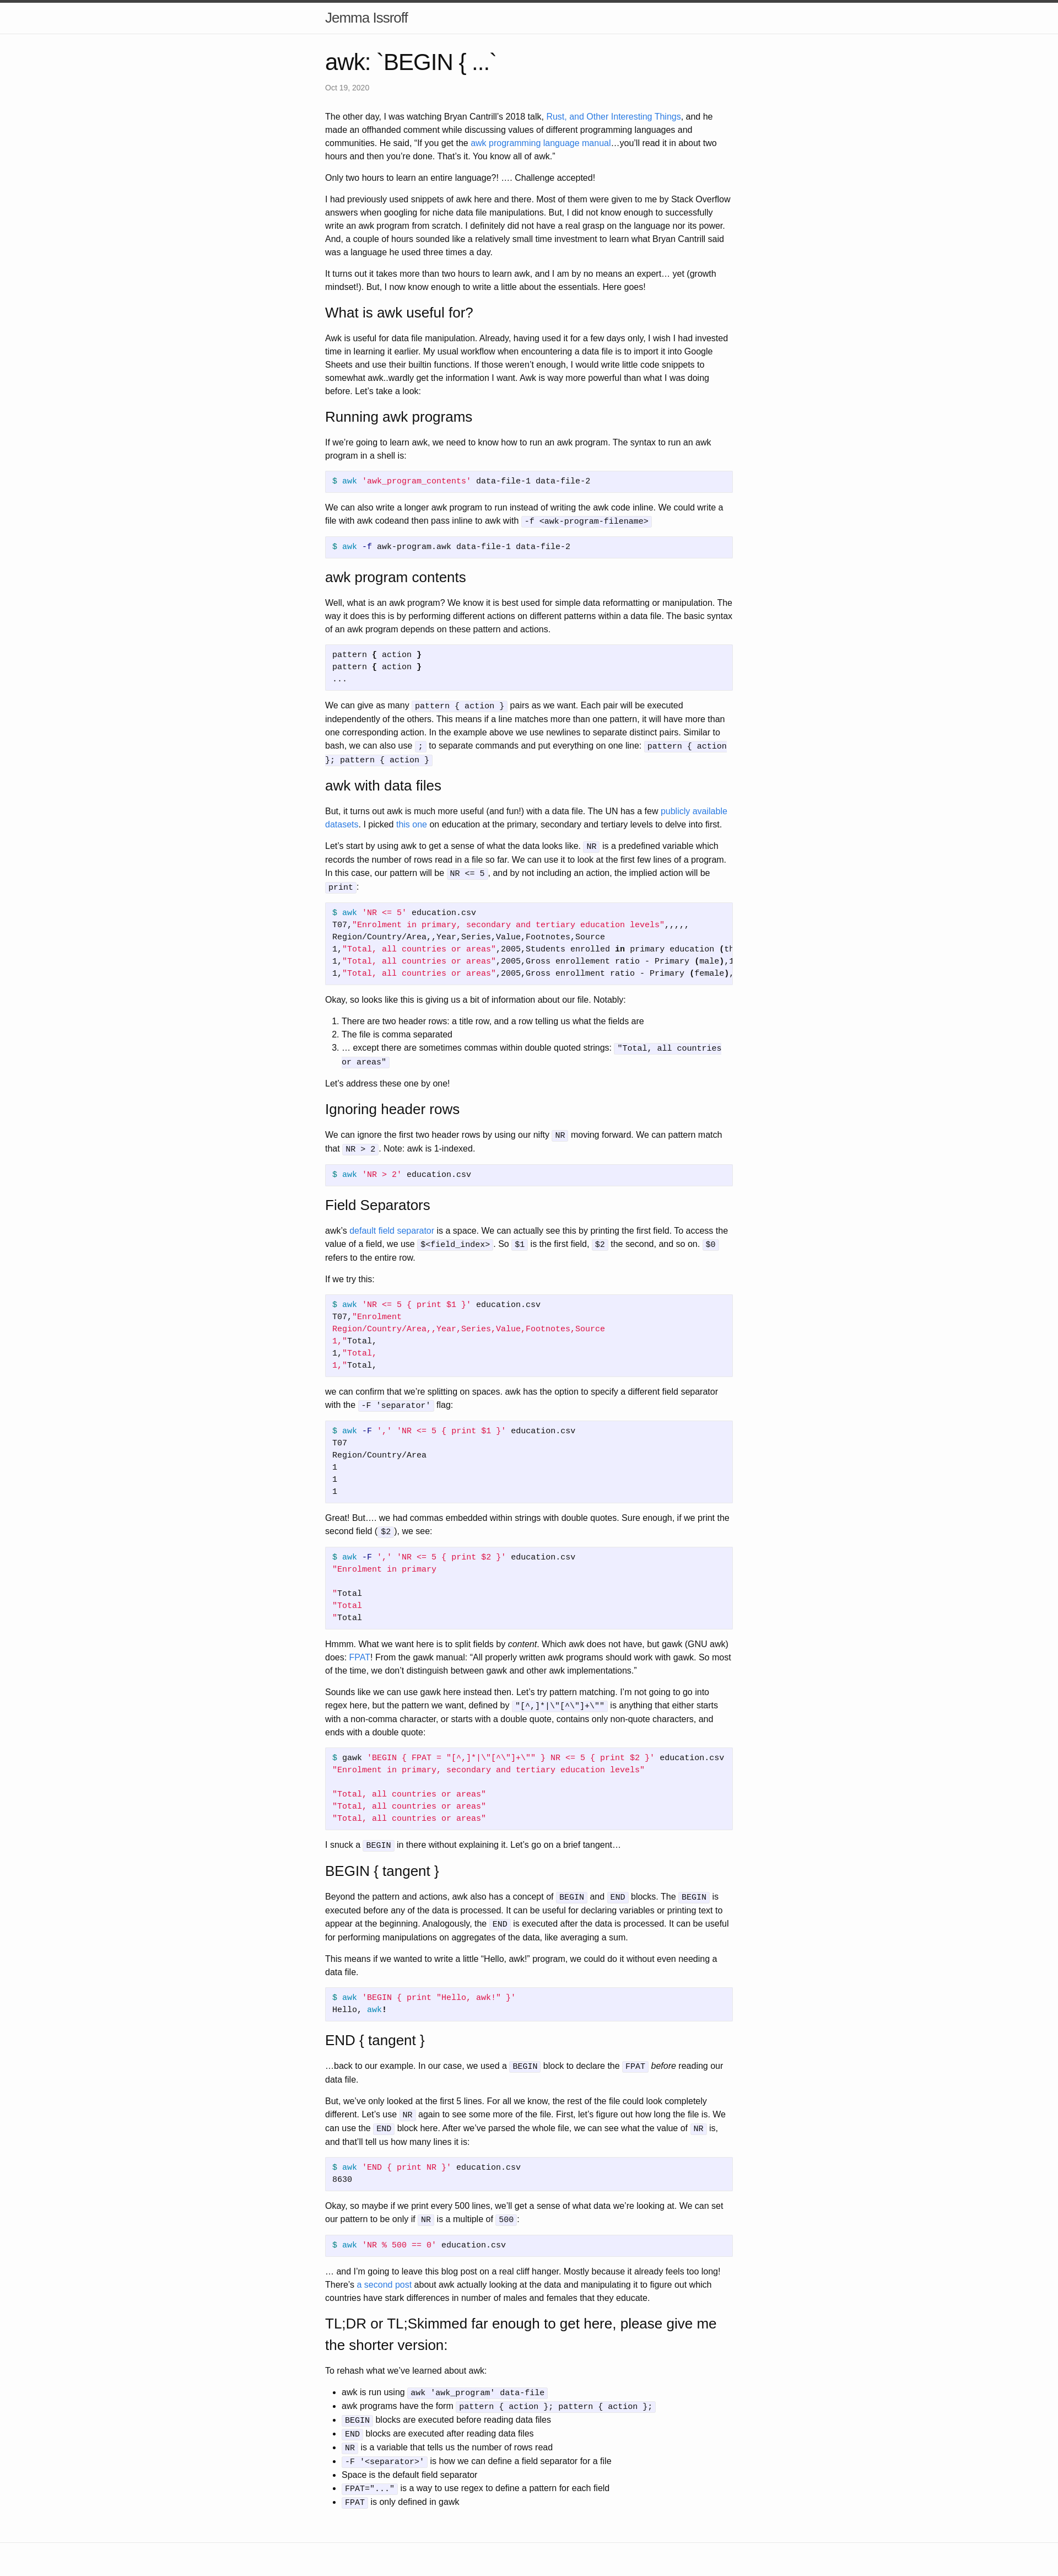 Jemma Issroff
awk: `BEGIN { ...`
Oct 19, 2020
The other day, I was watching Bryan Cantrill’s 2018 talk, Rust, and Other Interesting Things, and he
made an offhanded comment while discussing values of different programming languages and
communities. He said, “If you get the awk programming language manual…you’ll read it in about two
hours and then you’re done. That’s it. You know all of awk.”
Only two hours to learn an entire language?! …. Challenge accepted!
I had previously used snippets of awk here and there. Most of them were given to me by Stack Overflow
answers when googling for niche data file manipulations. But, I did not know enough to successfully
write an awk program from scratch. I definitely did not have a real grasp on the language nor its power.
And, a couple of hours sounded like a relatively small time investment to learn what Bryan Cantrill said
was a language he used three times a day.
It turns out it takes more than two hours to learn awk, and I am by no means an expert… yet (growth
mindset!). But, I now know enough to write a little about the essentials. Here goes!
What is awk useful for?
Awk is useful for data file manipulation. Already, having used it for a few days only, I wish I had invested
time in learning it earlier. My usual workflow when encountering a data file is to import it into Google
Sheets and use their builtin functions. If those weren’t enough, I would write little code snippets to
somewhat awk..wardly get the information I want. Awk is way more powerful than what I was doing
before. Let’s take a look:
Running awk programs
If we’re going to learn awk, we need to know how to run an awk program. The syntax to run an awk
program in a shell is:
$ awk 'awk_program_contents' data-file-1 data-file-2
We can also write a longer awk program to run instead of writing the awk code inline. We could write a
file with awk codeand then pass inline to awk with -f <awk-program-filename>
$ awk -f awk-program.awk data-file-1 data-file-2
awk program contents
Well, what is an awk program? We know it is best used for simple data reformatting or manipulation. The
way it does this is by performing different actions on different patterns within a data file. The basic syntax
of an awk program depends on these pattern and actions.
pattern { action }
pattern { action }
...
We can give as many pattern { action } pairs as we want. Each pair will be executed
independently of the others. This means if a line matches more than one pattern, it will have more than
one corresponding action. In the example above we use newlines to separate distinct pairs. Similar to
bash, we can also use ; to separate commands and put everything on one line: pattern { action
}; pattern { action }
awk with data files
But, it turns out awk is much more useful (and fun!) with a data file. The UN has a few publicly available
datasets. I picked this one on education at the primary, secondary and tertiary levels to delve into first.
Let’s start by using awk to get a sense of what the data looks like. NR is a predefined variable which
records the number of rows read in a file so far. We can use it to look at the first few lines of a program.
In this case, our pattern will be NR <= 5, and by not including an action, the implied action will be
print:
$ awk 'NR <= 5' education.csv
T07,"Enrolment in primary, secondary and tertiary education levels",,,,,
Region/Country/Area,,Year,Series,Value,Footnotes,Source
1,"Total, all countries or areas",2005,Students enrolled in primary education (th
1,"Total, all countries or areas",2005,Gross enrollement ratio - Primary (male),1
1,"Total, all countries or areas",2005,Gross enrollment ratio - Primary (female),
Okay, so looks like this is giving us a bit of information about our file. Notably:
1. There are two header rows: a title row, and a row telling us what the fields are
2. The file is comma separated
3. … except there are sometimes commas within double quoted strings: "Total, all countries
or areas"
Let’s address these one by one!
Ignoring header rows
We can ignore the first two header rows by using our nifty NR moving forward. We can pattern match
that NR > 2. Note: awk is 1-indexed.
$ awk 'NR > 2' education.csv
Field Separators
awk’s default field separator is a space. We can actually see this by printing the first field. To access the
value of a field, we use $<field_index>. So $1 is the first field, $2 the second, and so on. $0
refers to the entire row.
If we try this:
$ awk 'NR <= 5 { print $1 }' education.csv
T07,"Enrolment
Region/Country/Area,,Year,Series,Value,Footnotes,Source
1,"Total,
1,"Total,
1,"Total,
we can confirm that we’re splitting on spaces. awk has the option to specify a different field separator
with the -F 'separator' flag:
$ awk -F ',' 'NR <= 5 { print $1 }' education.csv
T07
Region/Country/Area
1
1
1
Great! But…. we had commas embedded within strings with double quotes. Sure enough, if we print the
second field ($2), we see:
$ awk -F ',' 'NR <= 5 { print $2 }' education.csv
"Enrolment in primary
"Total
"Total
"Total
Hmmm. What we want here is to split fields by content. Which awk does not have, but gawk (GNU awk)
does: FPAT! From the gawk manual: “All properly written awk programs should work with gawk. So most
of the time, we don’t distinguish between gawk and other awk implementations.”
Sounds like we can use gawk here instead then. Let’s try pattern matching. I’m not going to go into
regex here, but the pattern we want, defined by "[^,]*|\"[^\"]+\"" is anything that either starts
with a non-comma character, or starts with a double quote, contains only non-quote characters, and
ends with a double quote:
$ gawk 'BEGIN { FPAT = "[^,]*|\"[^\"]+\"" } NR <= 5 { print $2 }' education.csv
"Enrolment in primary, secondary and tertiary education levels"
"Total, all countries or areas"
"Total, all countries or areas"
"Total, all countries or areas"
I snuck a BEGIN in there without explaining it. Let’s go on a brief tangent…
BEGIN { tangent }
Beyond the pattern and actions, awk also has a concept of BEGIN and END blocks. The BEGIN is
executed before any of the data is processed. It can be useful for declaring variables or printing text to
appear at the beginning. Analogously, the END is executed after the data is processed. It can be useful
for performing manipulations on aggregates of the data, like averaging a sum.
This means if we wanted to write a little “Hello, awk!” program, we could do it without even needing a
data file.
$ awk 'BEGIN { print "Hello, awk!" }'
Hello, awk!
END { tangent }
…back to our example. In our case, we used a BEGIN block to declare the FPAT before reading our
data file.
But, we’ve only looked at the first 5 lines. For all we know, the rest of the file could look completely
different. Let’s use NR again to see some more of the file. First, let’s figure out how long the file is. We
can use the END block here. After we’ve parsed the whole file, we can see what the value of NR is,
and that’ll tell us how many lines it is:
$ awk 'END { print NR }' education.csv
8630
Okay, so maybe if we print every 500 lines, we’ll get a sense of what data we’re looking at. We can set
our pattern to be only if NR is a multiple of 500:
$ awk 'NR % 500 == 0' education.csv
… and I’m going to leave this blog post on a real cliff hanger. Mostly because it already feels too long!
There’s a second post about awk actually looking at the data and manipulating it to figure out which
countries have stark differences in number of males and females that they educate.
TL;DR or TL;Skimmed far enough to get here, please give me
the shorter version:
To rehash what we’ve learned about awk:
• awk is run using awk 'awk_program' data-file
• awk programs have the form pattern { action }; pattern { action };
• BEGIN blocks are executed before reading data files
• END blocks are executed after reading data files
• NR is a variable that tells us the number of rows read
• -F '<separator>' is how we can define a field separator for a file
• Space is the default field separator
• FPAT="..." is a way to use regex to define a pattern for each field
• FPAT is only defined in gawk